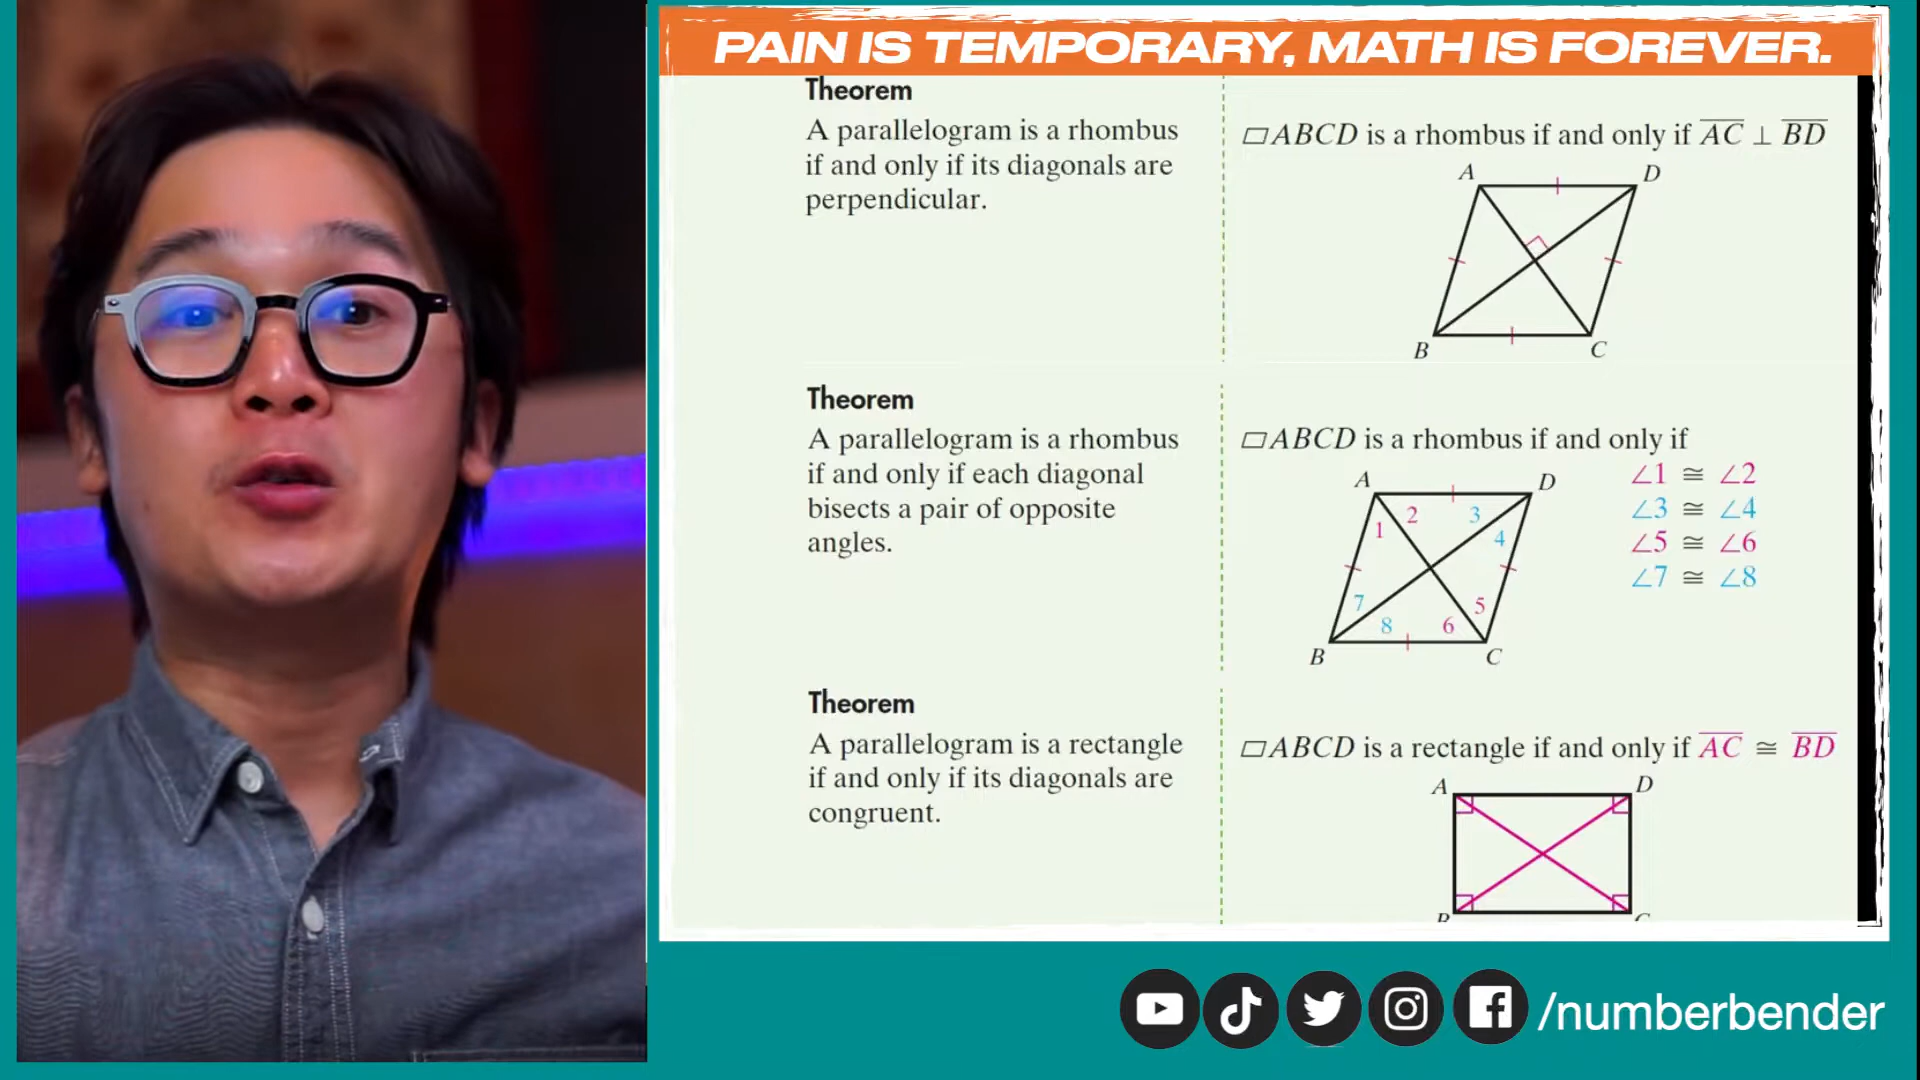 PAIN IS TEMPORARY, MATH IS FOREVER.
Theorem
A parallelogram is a rhombus
if and only if its diagonals are
perpendicular.
▱ABCD is a rhombus if and only if A̅C̅ ⊥ B̅D̅
A D
B C
Theorem
A parallelogram is a rhombus
if and only if each diagonal
bisects a pair of opposite
angles.
▱ABCD is a rhombus if and only if
∠1 ≅ ∠2
∠3 ≅ ∠4
∠5 ≅ ∠6
∠7 ≅ ∠8
A D
2 3
1 4
7 5
8 6
B C
Theorem
A parallelogram is a rectangle
if and only if its diagonals are
congruent.
▱ABCD is a rectangle if and only if A̅C̅ ≅ B̅D̅
A D
/numberbender